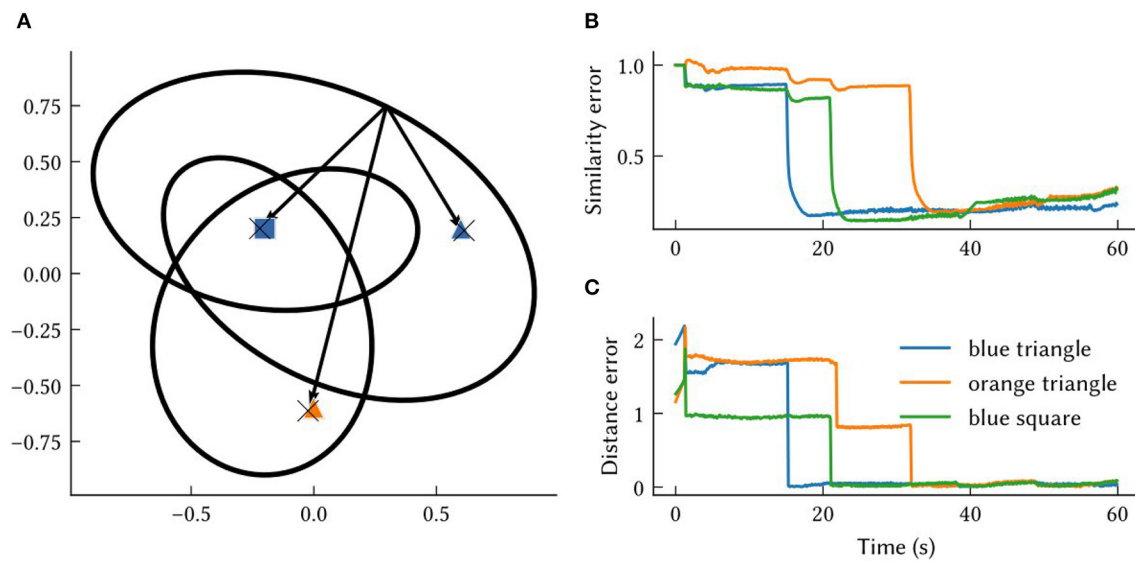 A
0.75
0.50
0.25
0.00
−0.25
−0.50
−0.75
−0.5
0.0
0.5
B
Similarity error
1.0
0.5
0
20
40
60
C
Distance error
2
1
0
blue triangle
orange triangle
blue square
0
20
40
60
Time (s)